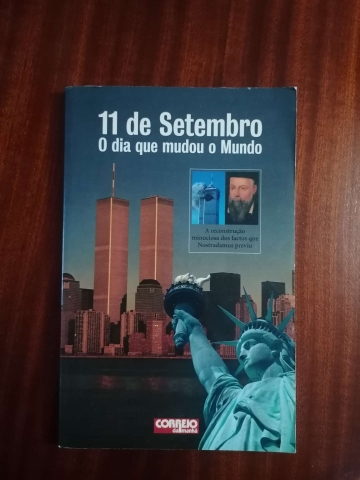 11 de Setembro
O dia que mudou o Mundo
A reconstrução
minuciosa dos factos que
Nostradamus previu
CORREIO
da manhã